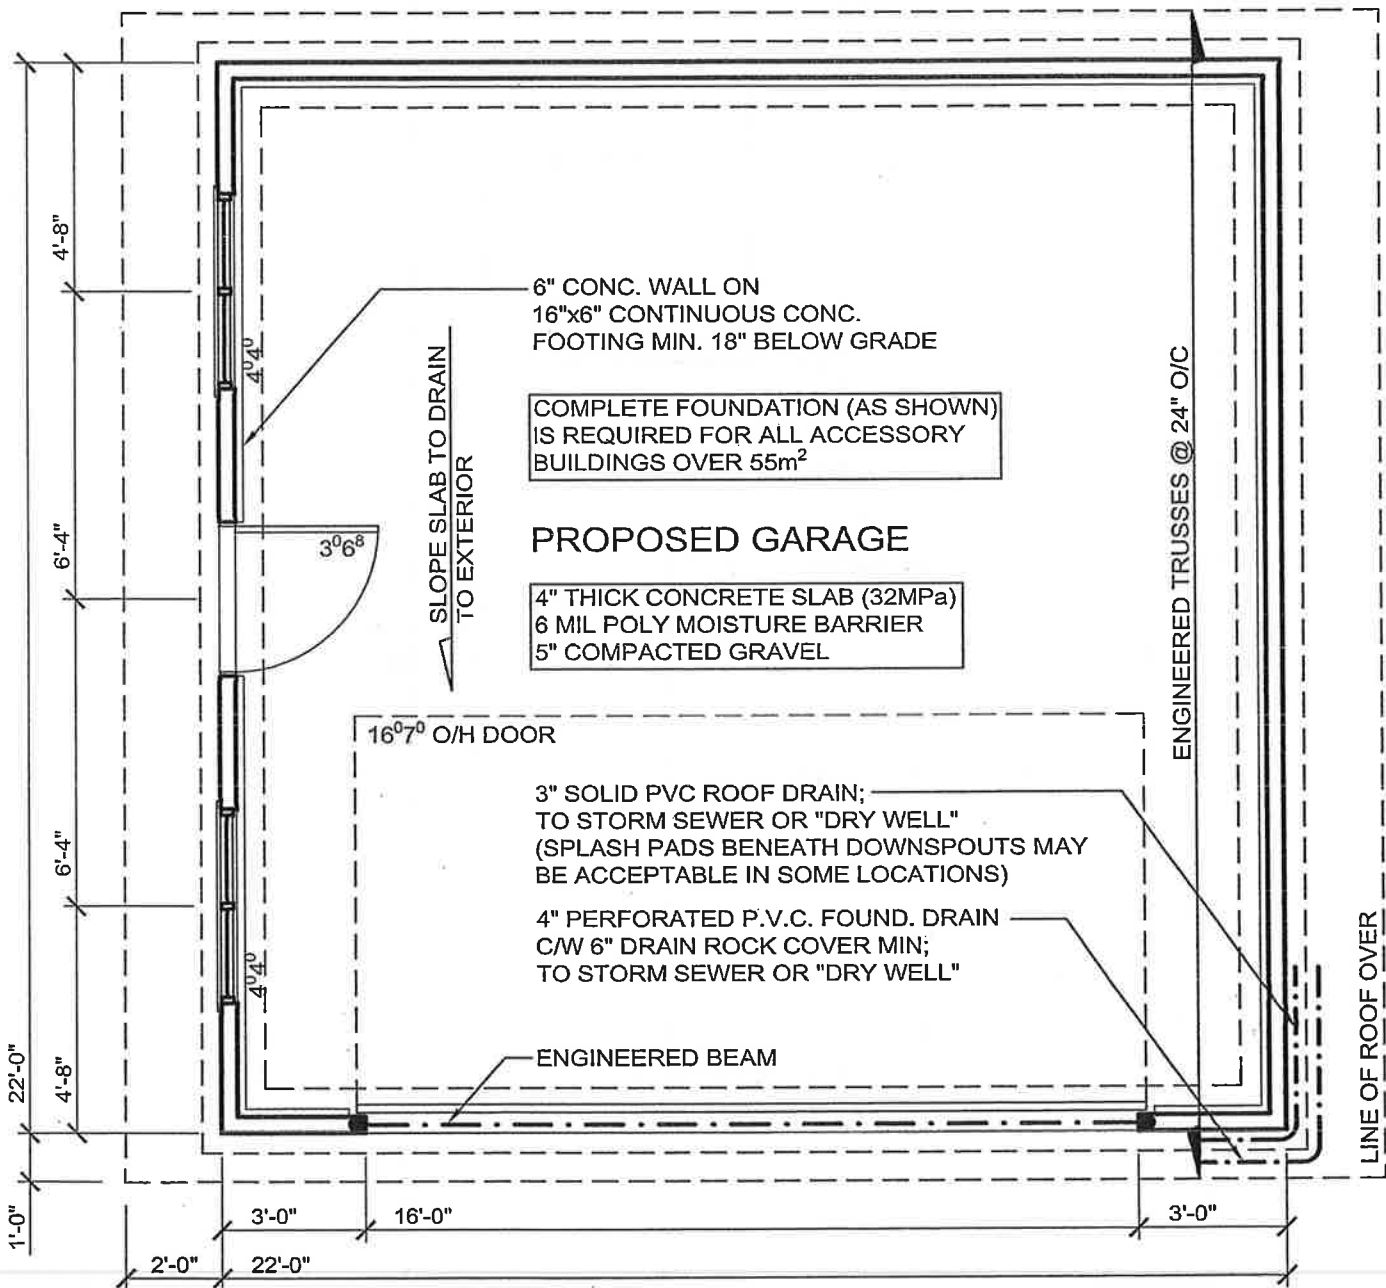 4'-8"
6'-4"
6'-4"
4'-8"
22'-0"
1'-0"
4⁰4⁰
6" CONC. WALL ON
16"x6" CONTINUOUS CONC.
FOOTING MIN. 18" BELOW GRADE
COMPLETE FOUNDATION (AS SHOWN)
IS REQUIRED FOR ALL ACCESSORY
BUILDINGS OVER 55m²
SLOPE SLAB TO DRAIN
TO EXTERIOR
3⁰6⁸
PROPOSED GARAGE
4" THICK CONCRETE SLAB (32MPa)
6 MIL POLY MOISTURE BARRIER
5" COMPACTED GRAVEL
ENGINEERED TRUSSES @ 24" O/C
16⁰7⁰ O/H DOOR
3" SOLID PVC ROOF DRAIN;
TO STORM SEWER OR "DRY WELL"
(SPLASH PADS BENEATH DOWNSPOUTS MAY
BE ACCEPTABLE IN SOME LOCATIONS)
4" PERFORATED P.V.C. FOUND. DRAIN
C/W 6" DRAIN ROCK COVER MIN;
TO STORM SEWER OR "DRY WELL"
4⁰4⁰
ENGINEERED BEAM
LINE OF ROOF OVER
3'-0"
16'-0"
3'-0"
2'-0"
22'-0"